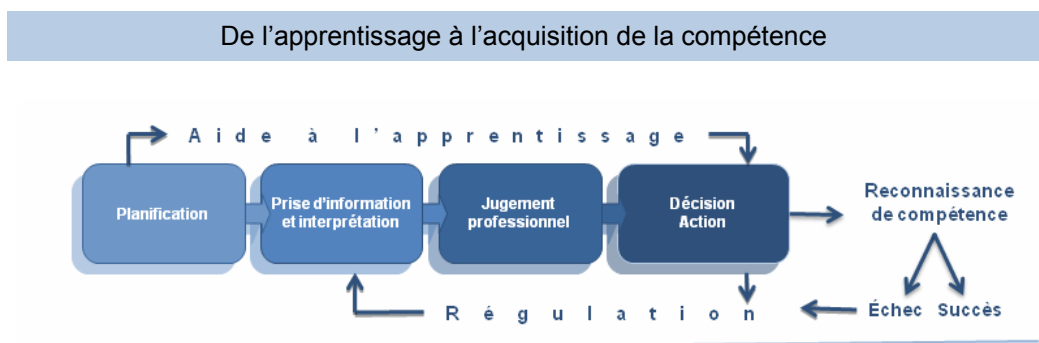 De l’apprentissage à l’acquisition de la compétence
Aide à l’apprentissage
Planification
Prise d’information
et interprétation
Jugement
professionnel
Décision
Action
Reconnaissance
de compétence
Échec Succès
Régulation